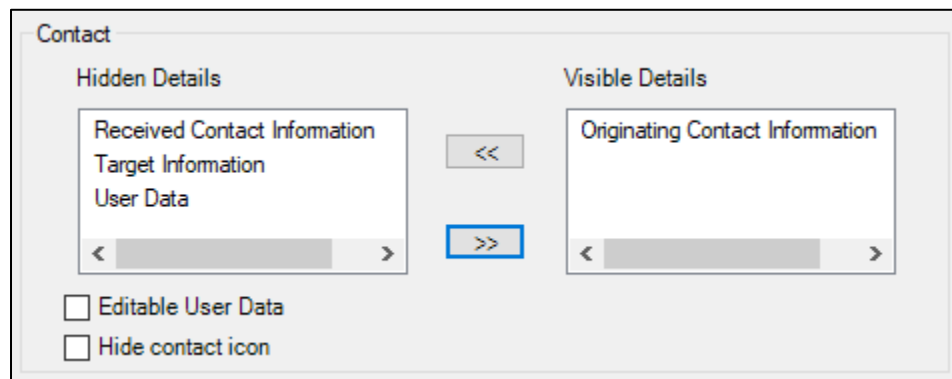 Contact
Hidden Details
Visible Details
Received Contact Information
Target Information
User Data
<<
>>
Originating Contact Information
Editable User Data
Hide contact icon